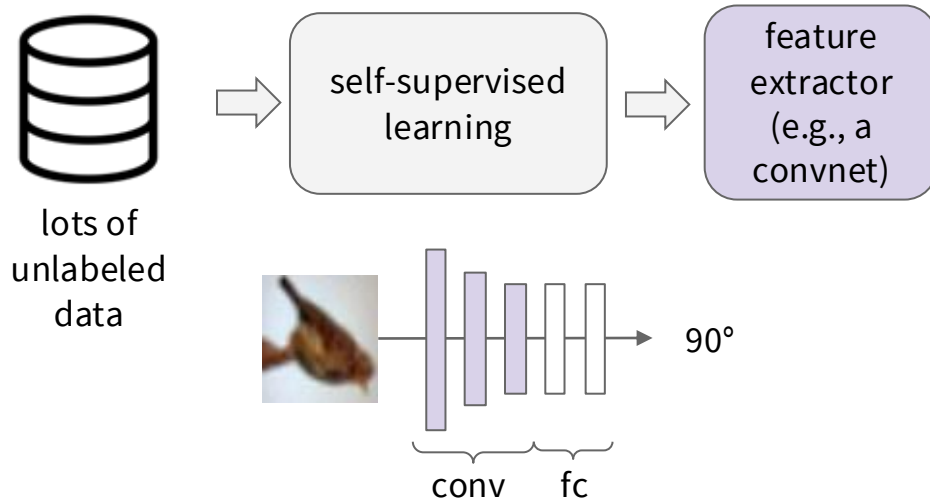 self-supervised
learning
feature
extractor
(e.g., a
convnet)
lots of
unlabeled
data
90°
conv
fc